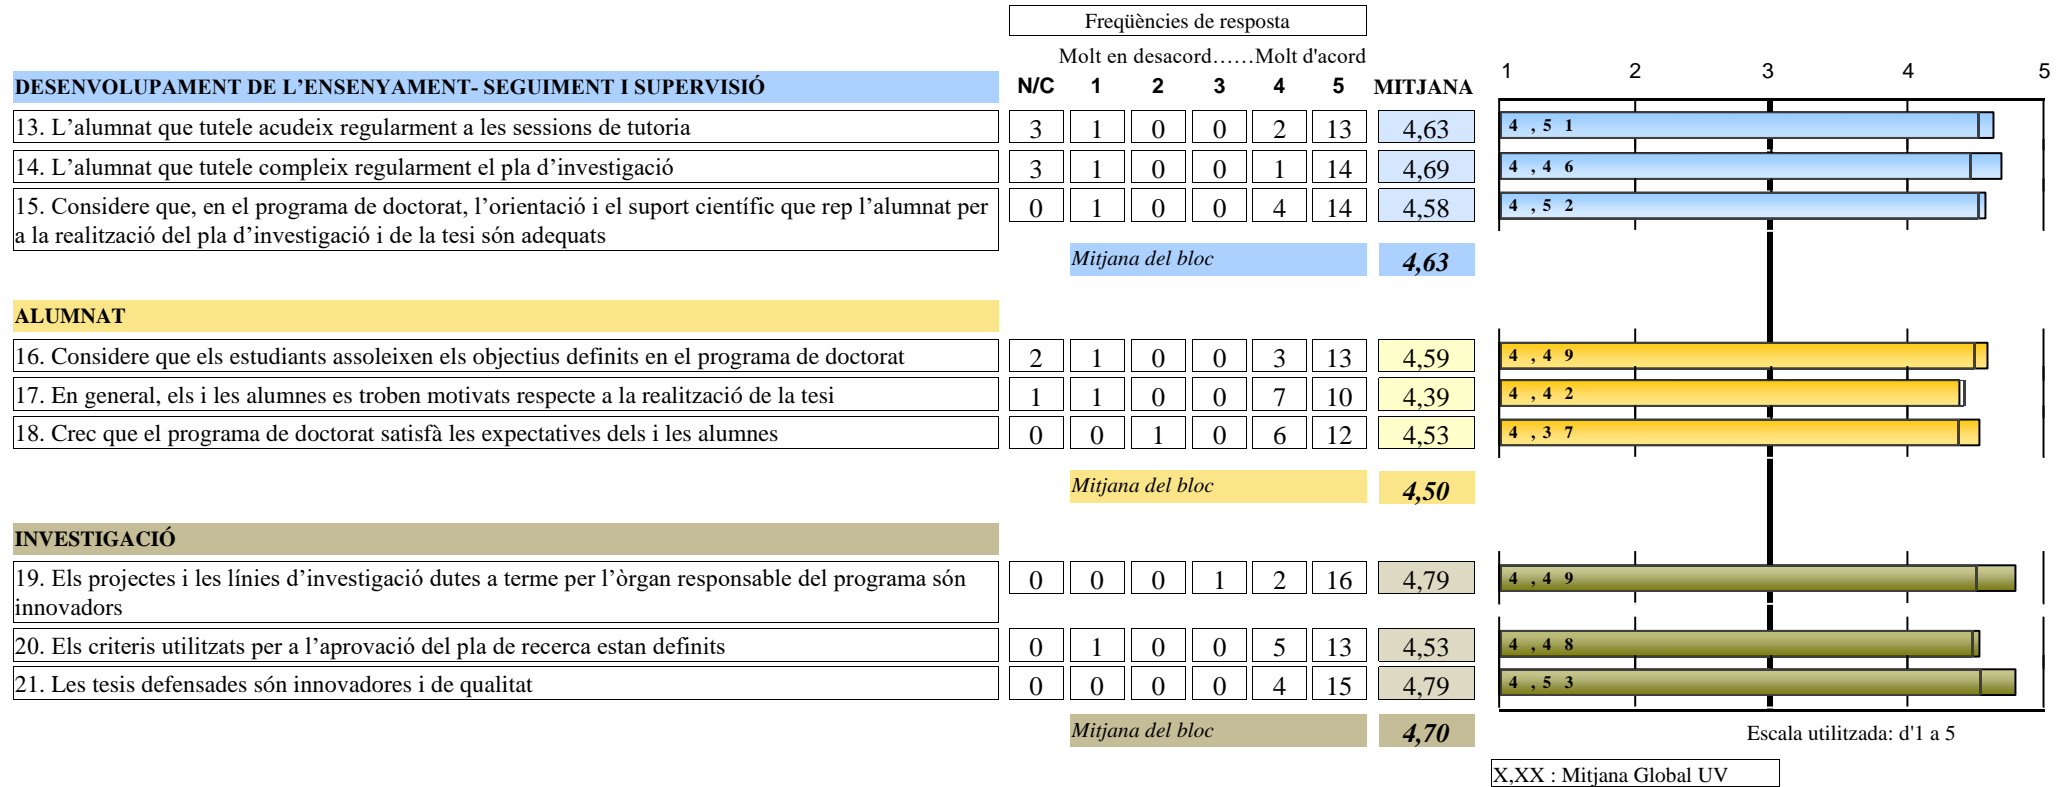 Freqüències de resposta
Molt en desacord……Molt d'acord
DESENVOLUPAMENT DE L’ENSENYAMENT- SEGUIMENT I SUPERVISIÓ N/C 1 2 3 4 5 MITJANA 1 2 3 4 5
13. L’alumnat que tutele acudeix regularment a les sessions de tutoria 3 1 0 0 2 13 4,63 4,51
14. L’alumnat que tutele compleix regularment el pla d’investigació 3 1 0 0 1 14 4,69 4,46
15. Considere que, en el programa de doctorat, l’orientació i el suport científic que rep l’alumnat per 0 1 0 0 4 14 4,58 4,52
a la realització del pla d’investigació i de la tesi són adequats
Mitjana del bloc 4,63
ALUMNAT
16. Considere que els estudiants assoleixen els objectius definits en el programa de doctorat 2 1 0 0 3 13 4,59 4,49
17. En general, els i les alumnes es troben motivats respecte a la realització de la tesi 1 1 0 0 7 10 4,39 4,42
18. Crec que el programa de doctorat satisfà les expectatives dels i les alumnes 0 0 1 0 6 12 4,53 4,37
Mitjana del bloc 4,50
INVESTIGACIÓ
19. Els projectes i les línies d’investigació dutes a terme per l’òrgan responsable del programa són 0 0 0 1 2 16 4,79 4,49
innovadors
20. Els criteris utilitzats per a l’aprovació del pla de recerca estan definits 0 1 0 0 5 13 4,53 4,48
21. Les tesis defensades són innovadores i de qualitat 0 0 0 0 4 15 4,79 4,53
Mitjana del bloc 4,70
Escala utilitzada: d'1 a 5
X,XX : Mitjana Global UV